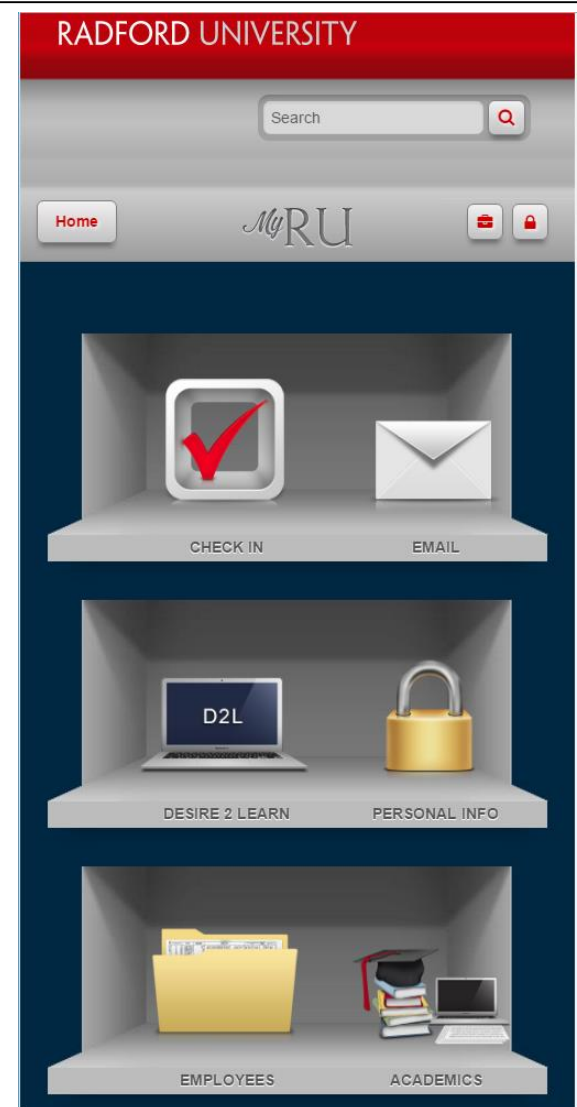 RADFORD UNIVERSITY
Search
Home
MyRU
CHECK IN
EMAIL
D2L
DESIRE 2 LEARN
PERSONAL INFO
EMPLOYEES
ACADEMICS